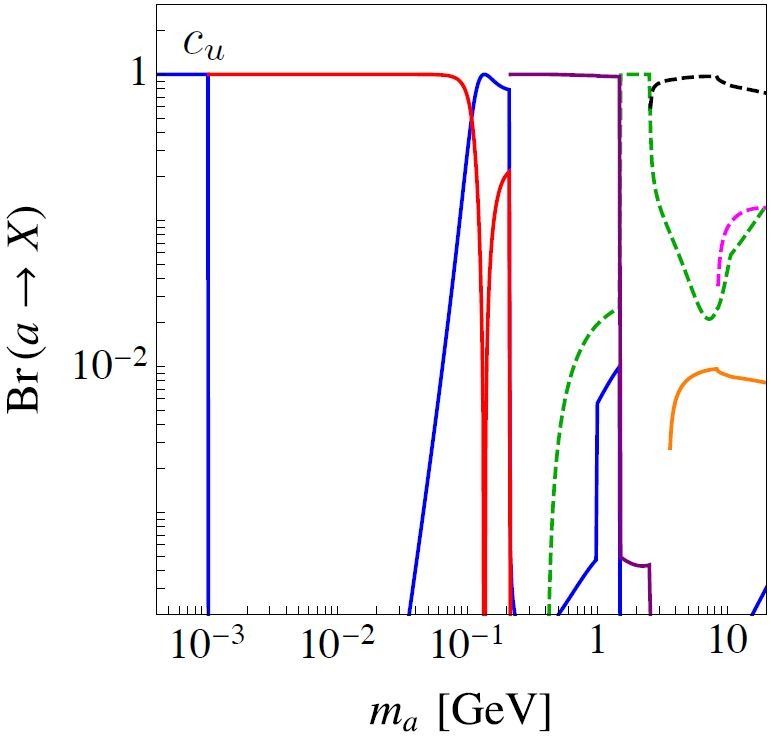 c_u
Br(a → X)
1
10⁻²
10⁻³ 10⁻² 10⁻¹ 1 10
m_a [GeV]